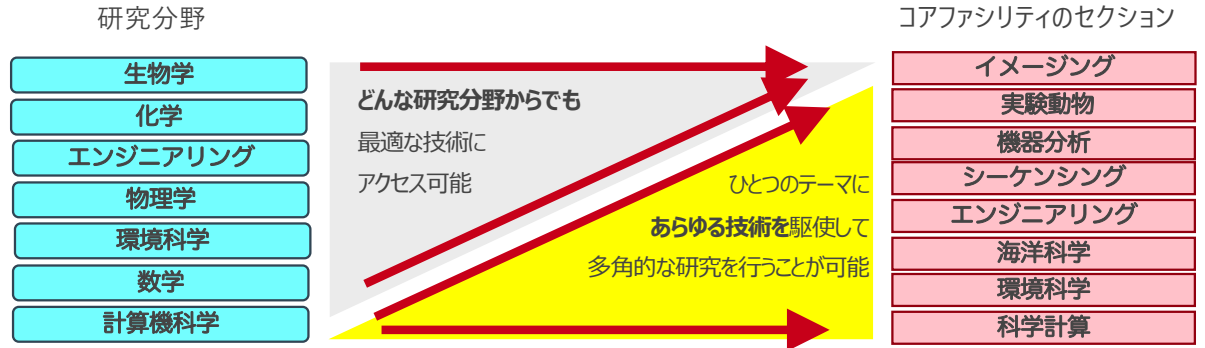 研究分野
コアファシリティのセクション
生物学
化学
エンジニアリング
物理学
環境科学
数学
計算機科学
どんな研究分野からでも
最適な技術に
アクセス可能
ひとつのテーマに
あらゆる技術を駆使して
多角的な研究を行うことが可能
イメージング
実験動物
機器分析
シーケンシング
エンジニアリング
海洋科学
環境科学
科学計算